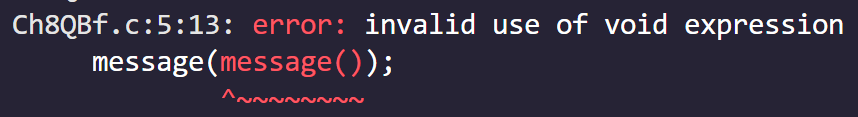 Ch8QBf.c:5:13: error: invalid use of void expression
message(message());
^~~~~~~~~